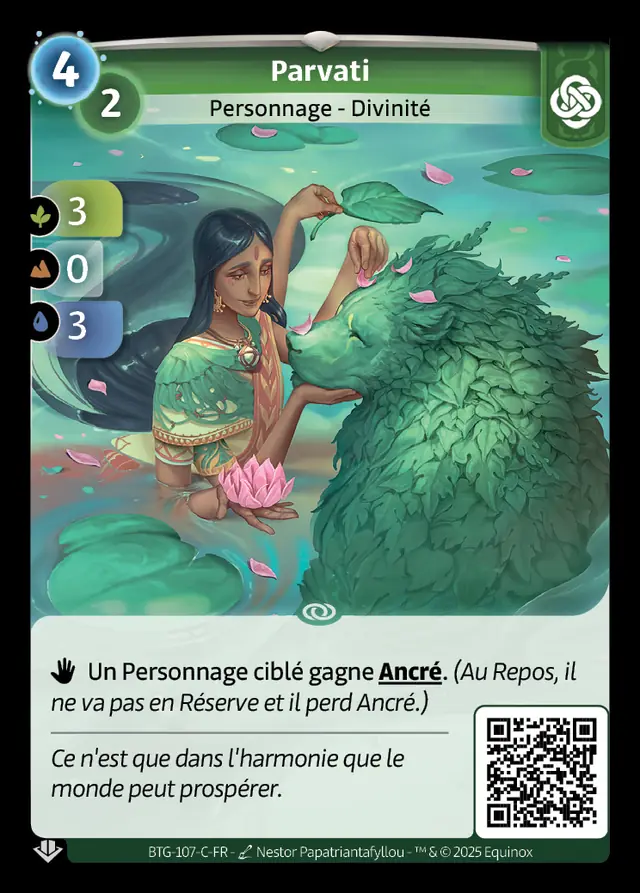 4
Parvati
2
Personnage - Divinité
3
0
3
Un Personnage ciblé gagne Ancré. (Au Repos, il
ne va pas en Réserve et il perd Ancré.)
Ce n'est que dans l'harmonie que le
monde peut prospérer.
BTG-107-C-FR - Nestor Papatriantafyllou - ™ & © 2025 Equinox